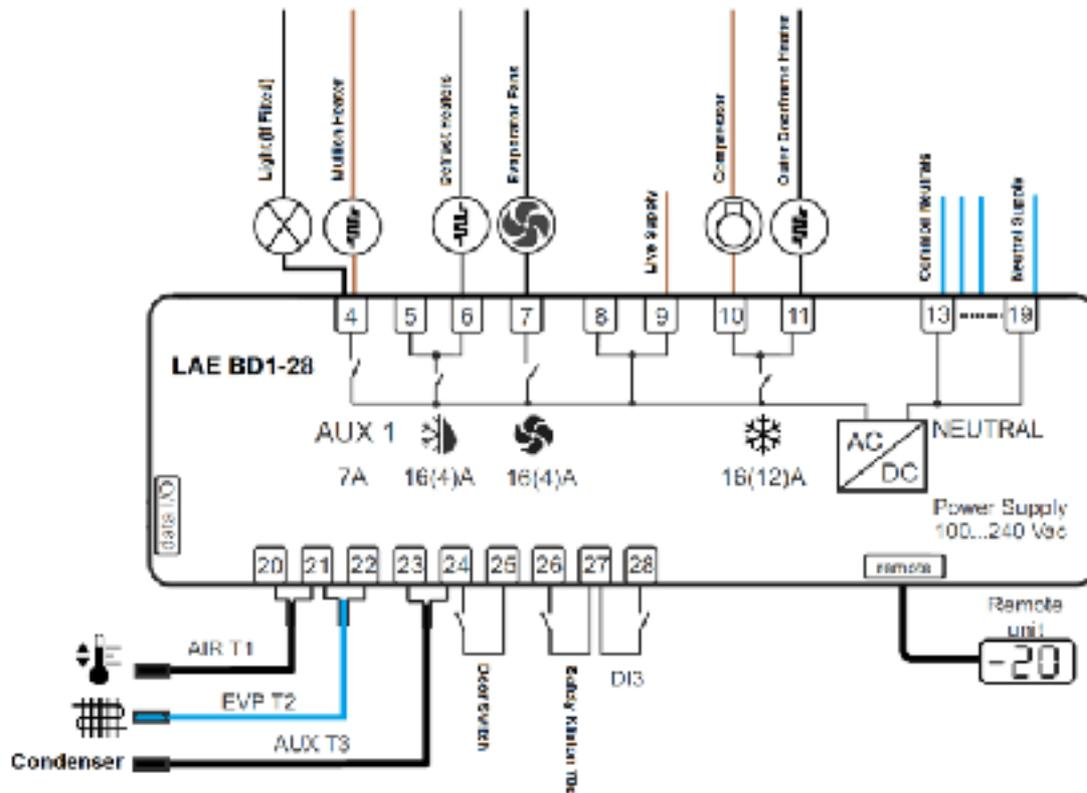 Light (If Fitted)
Mullion Heater
Defrost Heaters
Evaporator Fans
Live Supply
Compressor
Outer Doorframe Heater
Common Neutrals
Neutral Supply
4
5
6
7
8
9
10
11
13
19
LAE BD1-28
AUX 1
7A
16(4)A
16(4)A
16(12)A
AC
DC
NEUTRAL
Power Supply
100...240 Vac
data I/O
20
21
22
23
24
25
26
27
28
remote
Remote
unit
-20
AIR T1
EVP T2
AUX T3
Condenser
Door Switch
DI3